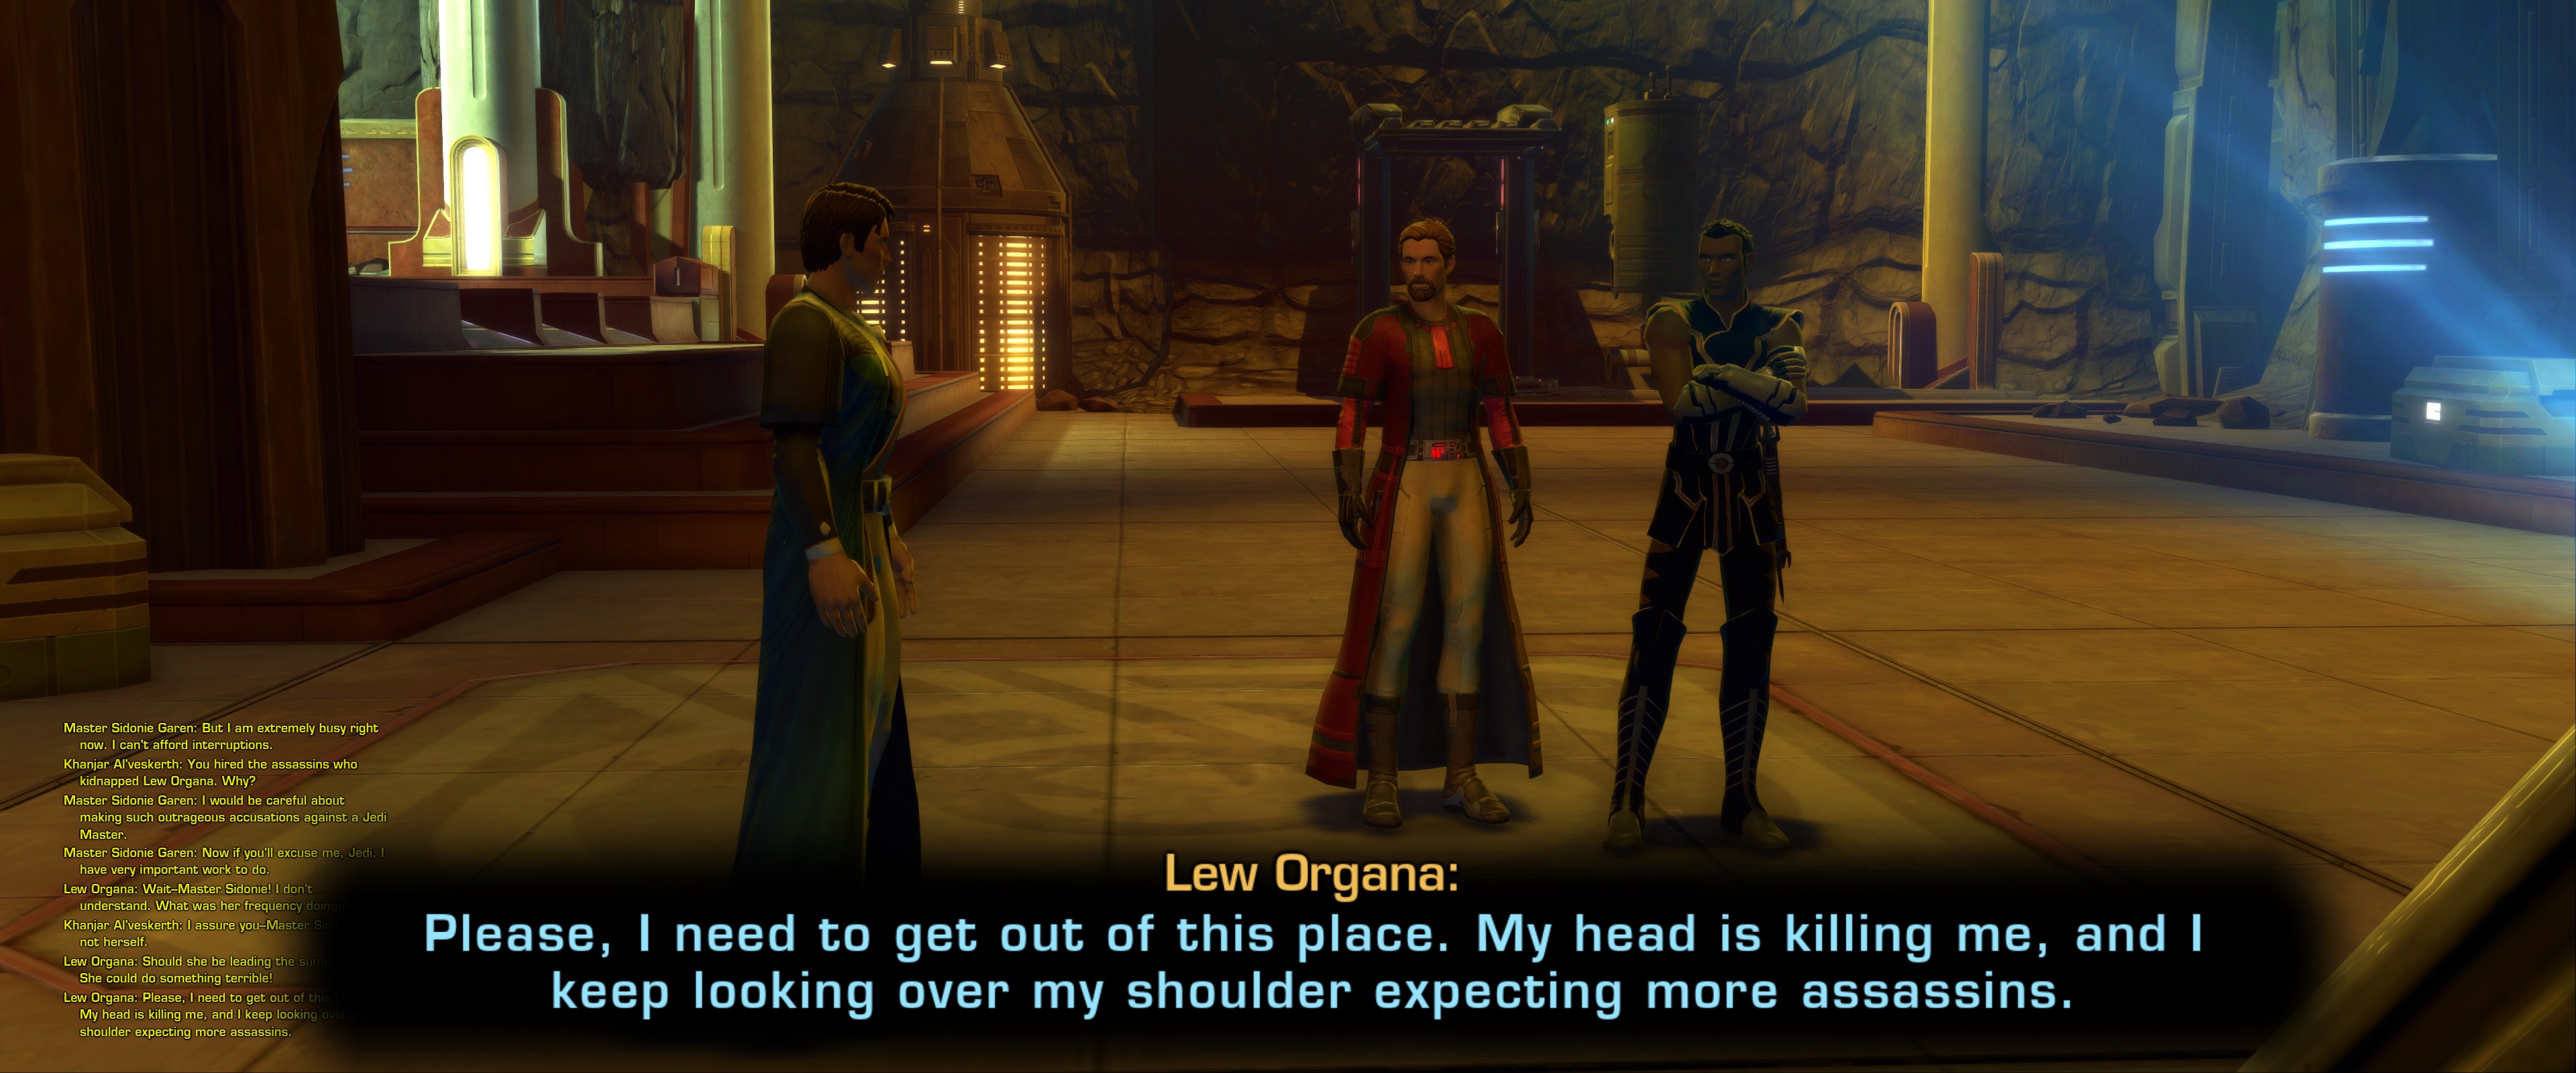 Master Sidonie Garen: But I am extremely busy right
now. I can't afford interruptions.
Khanjar Al'veskerth: You hired the assassins who
kidnapped Lew Organa. Why?
Master Sidonie Garen: I would be careful about
making such outrageous accusations against a Jedi
Master.
Master Sidonie Garen: Now if you'll excuse me, Jedi, I
have very important work to do.
Lew Organa: Wait–Master Sidonie! I don't
understand. What was her frequency doing
Khanjar Al'veskerth: I assure you–Master
not herself.
Lew Organa: Should she be leading the
She could do something terrible!
Lew Organa: Please, I need to get out of this
My head is killing me, and I keep looking over
shoulder expecting more assassins.
Lew Organa:
Please, I need to get out of this place. My head is killing me, and I
keep looking over my shoulder expecting more assassins.